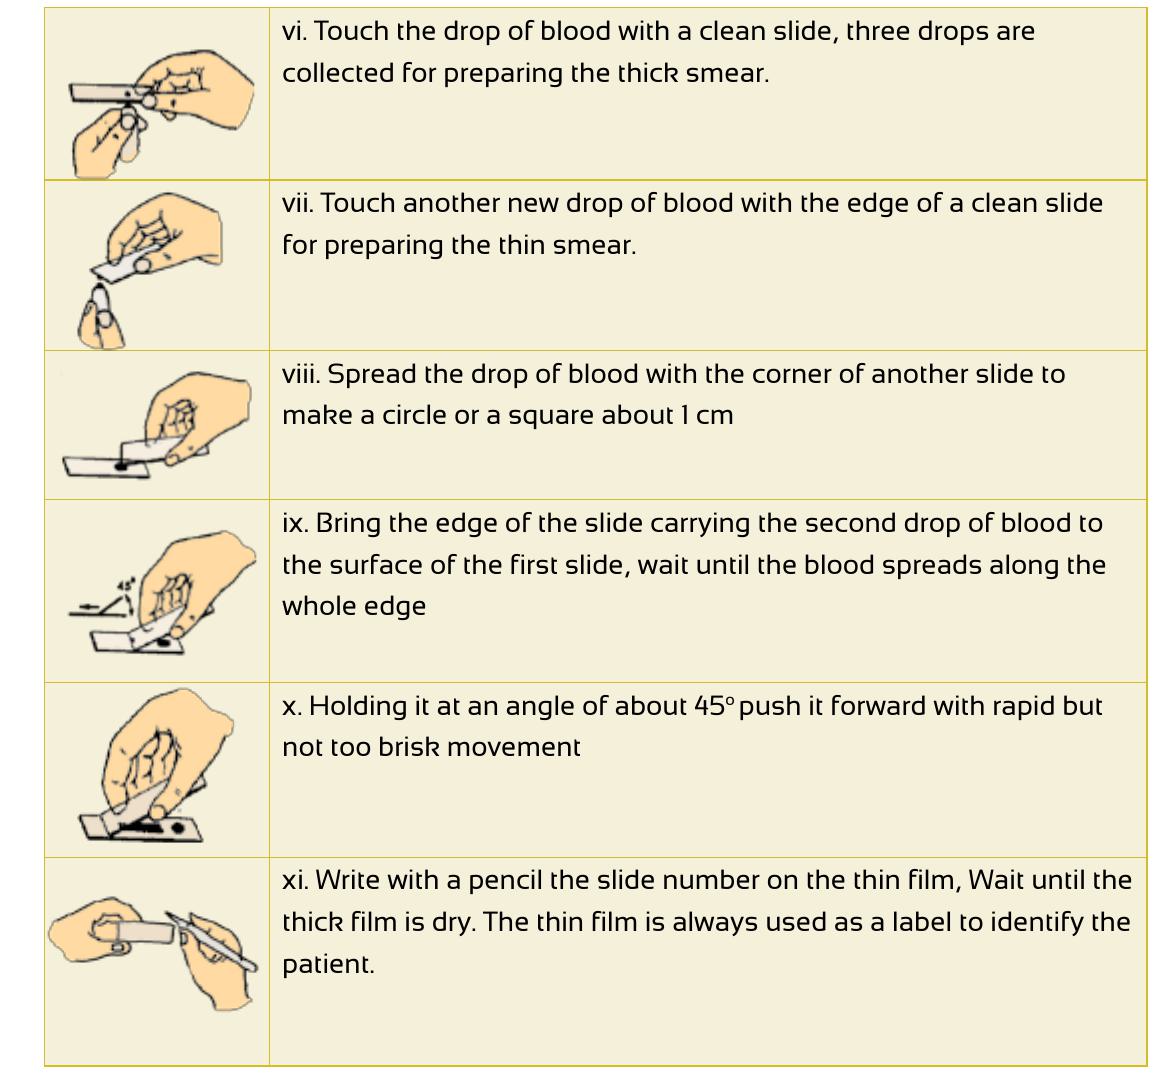 vi. Touch the drop of blood with a clean slide, three drops are
collected for preparing the thick smear.
vii. Touch another new drop of blood with the edge of a clean slide
for preparing the thin smear.
viii. Spread the drop of blood with the corner of another slide to
make a circle or a square about 1 cm
ix. Bring the edge of the slide carrying the second drop of blood to
the surface of the first slide, wait until the blood spreads along the
whole edge
45°
x. Holding it at an angle of about 45º push it forward with rapid but
not too brisk movement
xi. Write with a pencil the slide number on the thin film, Wait until the
thick film is dry. The thin film is always used as a label to identify the
patient.